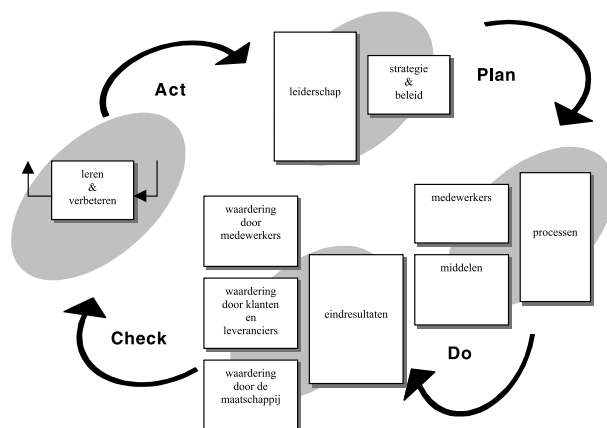 Act
leiderschap
strategie
&
beleid
Plan
leren
&
verbeteren
waardering
door
medewerkers
medewerkers
processen
middelen
waardering
door klanten
en
leveranciers
eindresultaten
Check
Do
waardering
door de
maatschappij